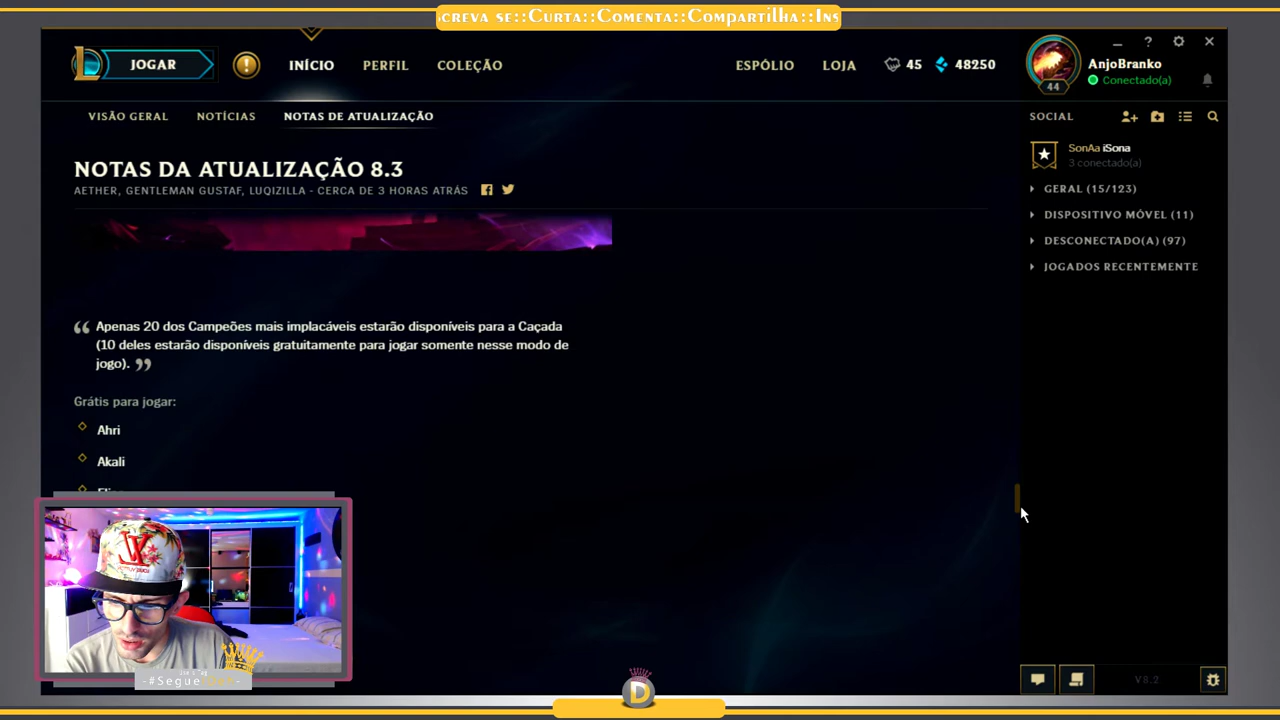 CREVA SE::CURTA::COMENTA::COMPARTILHA::INS
JOGAR
INÍCIO
PERFIL
COLEÇÃO
ESPÓLIO
LOJA
45
48250
AnjoBranko
Conectado(a)
44
VISÃO GERAL
NOTÍCIAS
NOTAS DE ATUALIZAÇÃO
SOCIAL
NOTAS DA ATUALIZAÇÃO 8.3
AETHER, GENTLEMAN GUSTAF, LUQIZILLA - CERCA DE 3 HORAS ATRÁS
SonAa iSona
3 conectado(a)
GERAL (15/123)
DISPOSITIVO MÓVEL (11)
DESCONECTADO(A) (97)
JOGADOS RECENTEMENTE
“ Apenas 20 dos Campeões mais implacáveis estarão disponíveis para a Caçada
(10 deles estarão disponíveis gratuitamente para jogar somente nesse modo de
jogo). ”
Grátis para jogar:
Ahri
Akali
V8.2
D